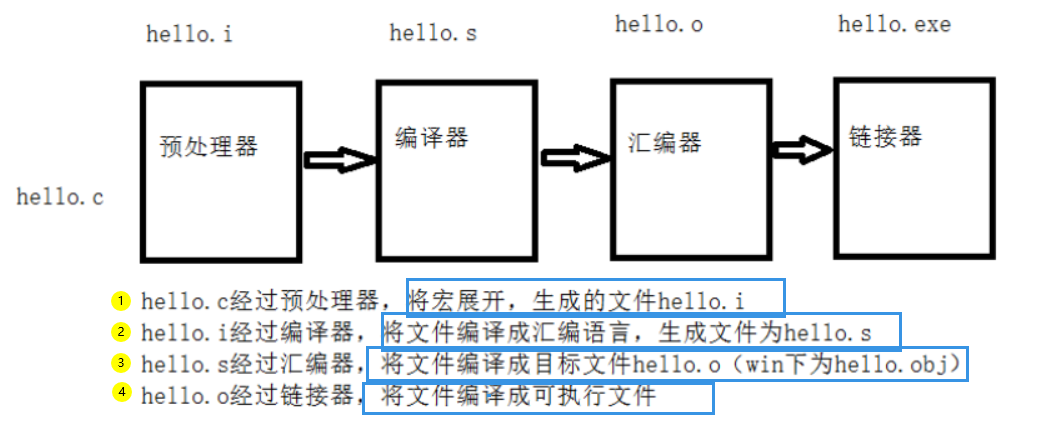 hello.i
hello.s
hello.o
hello.exe
预处理器
编译器
汇编器
链接器
hello.c
1 hello.c经过预处理器，将宏展开，生成的文件hello.i
2 hello.i经过编译器，将文件编译成汇编语言，生成文件为hello.s
3 hello.s经过汇编器，将文件编译成目标文件hello.o（win下为hello.obj）
4 hello.o经过链接器，将文件编译成可执行文件